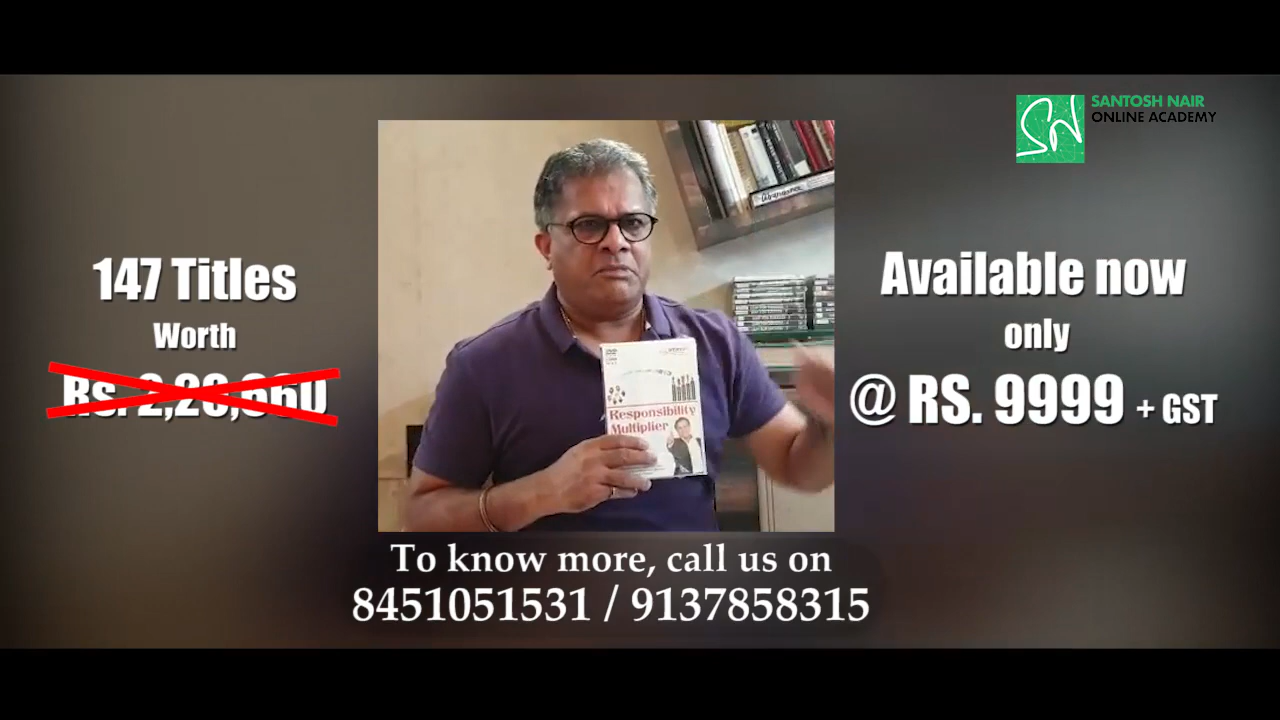 SANTOSH NAIR
ONLINE ACADEMY
147 Titles
Worth
Rs.
Available now
only
@ RS. 9999 + GST
Responsibility
Multiplier
To know more, call us on
8451051531 / 9137858315